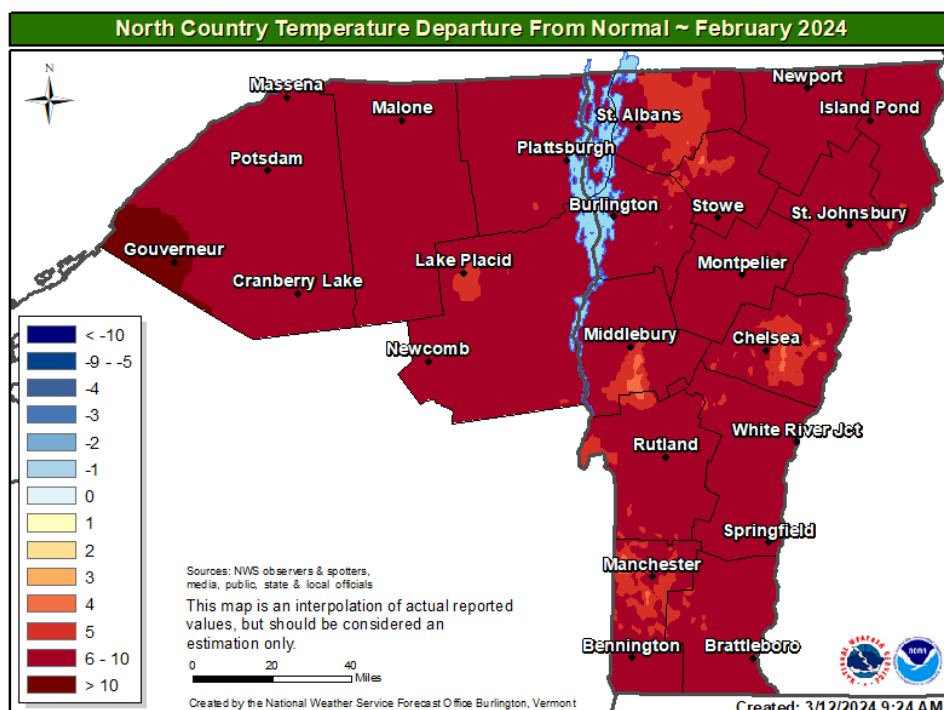 North Country Temperature Departure From Normal ~ February 2024
N
Massena
Malone
Newport
Island Pond
St. Albans
Plattsburgh
Potsdam
Burlington
Stowe
St. Johnsbury
Gouverneur
Lake Placid
Montpelier
Cranberry Lake
Middlebury
Chelsea
Newcomb
White River Jct
Rutland
Springfield
Manchester
Bennington
Brattleboro
< -10
-9 - -5
-4
-3
-2
-1
0
1
2
3
4
5
6 - 10
> 10
Sources: NWS observers & spotters,
media, public, state & local officials
This map is an interpolation of actual reported
values, but should be considered an
estimation only.
0 20 40
Miles
Created by the National Weather Service Forecast Office Burlington, Vermont
NATIONAL WEATHER SERVICE
NOAA
Created: 3/12/2024 9:24 AM